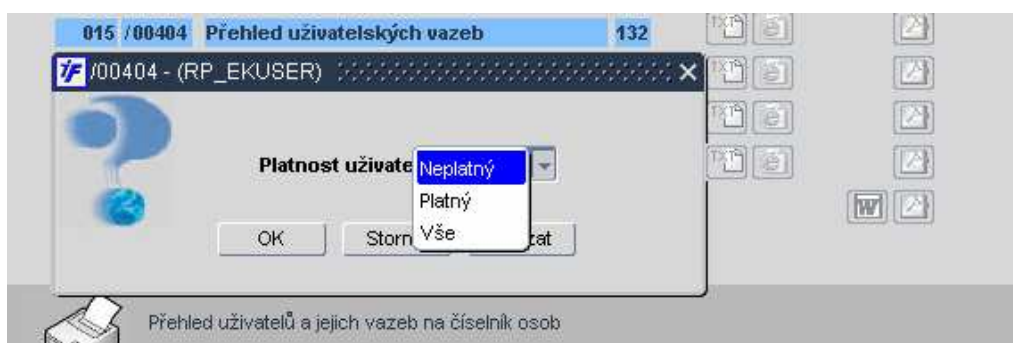 015 /00404 Přehled uživatelských vazeb 132
/00404 - (RP_EKUSER)
Platnost uživate
Neplatný
Platný
Vše
OK Storn zat
Přehled uživatelů a jejich vazeb na číselník osob